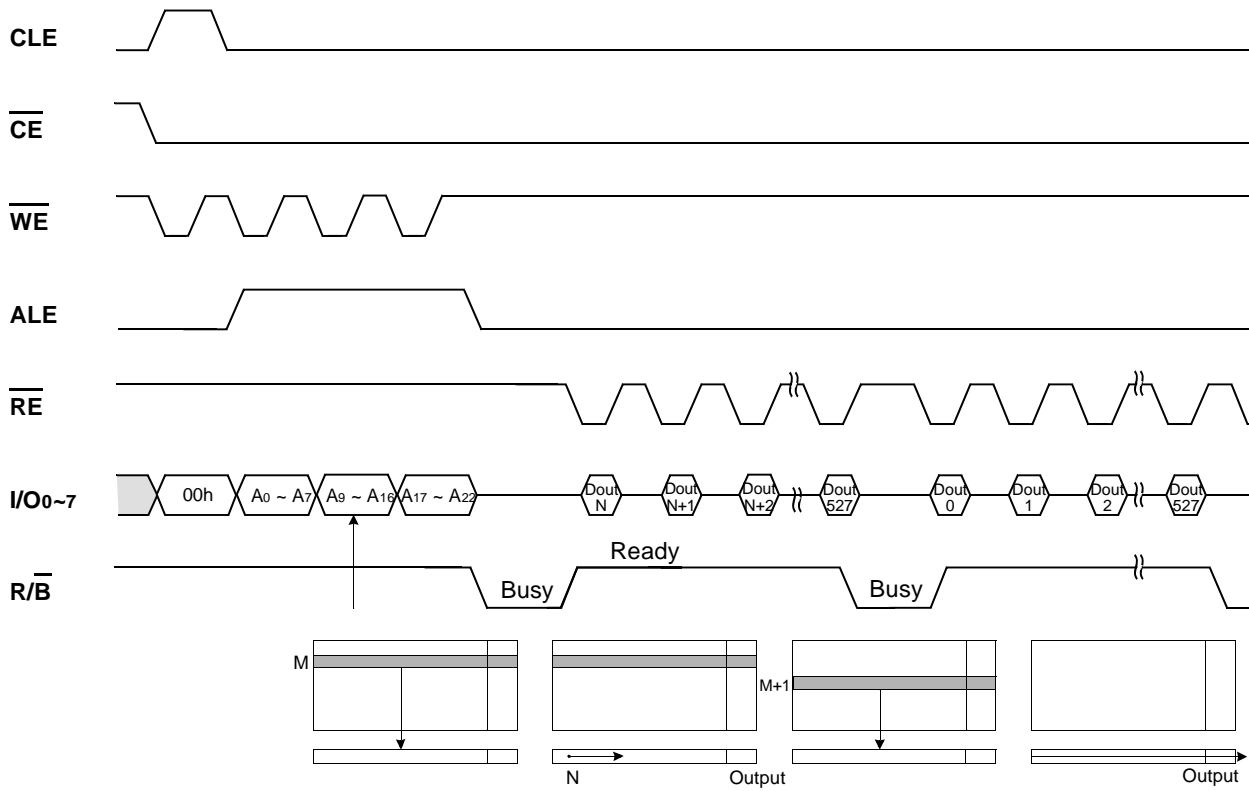 CLE
CE
WE
ALE
RE
I/O0~7
00h
A0 ~ A7
A9 ~ A16
A17 ~ A22
Dout
N
Dout
N+1
Dout
N+2
Dout
527
Dout
0
Dout
1
Dout
2
Dout
527
R/B
Busy
Ready
Busy
M
M+1
N
Output
Output